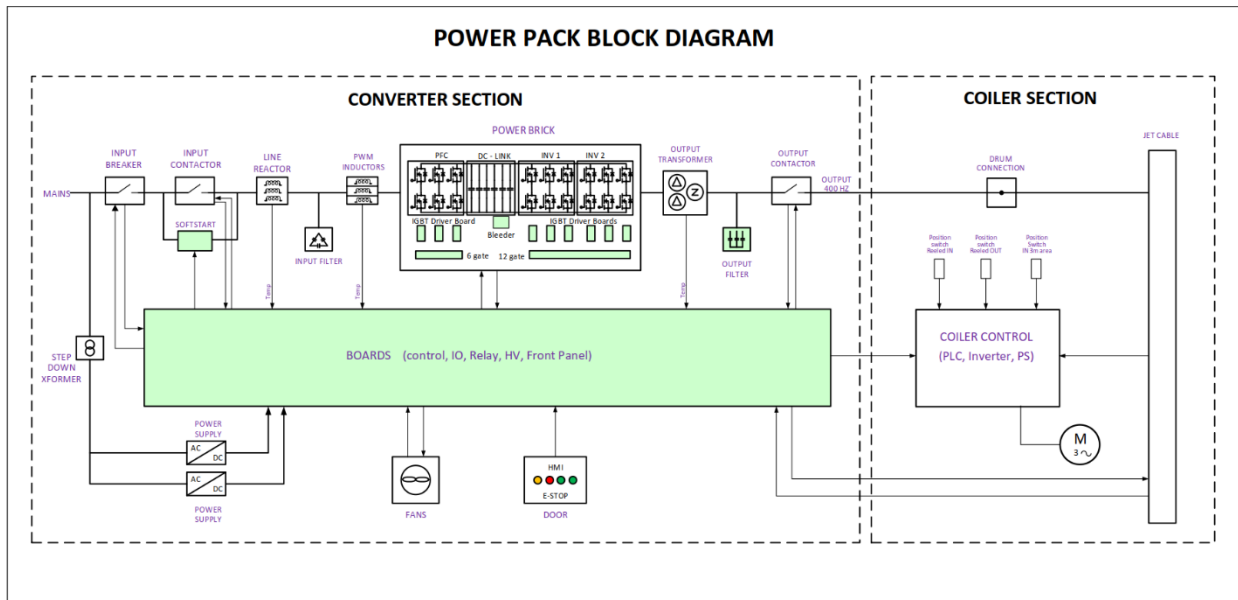 POWER PACK BLOCK DIAGRAM
CONVERTER SECTION
COILER SECTION
POWER BRICK
INPUT
BREAKER
INPUT
CONTACTOR
LINE
REACTOR
PWM
INDUCTORS
PFC
DC - LINK
INV 1
INV 2
OUTPUT
TRANSFORMER
OUTPUT
CONTACTOR
JET CABLE
DRUM
CONNECTION
MAINS
OUTPUT
400 HZ
Z
SOFTSTART
INPUT FILTER
IGBT Driver Board
Bleeder
IGBT Driver Boards
6 gate
12 gate
OUTPUT
FILTER
Position
switch
Reeled IN
Position
switch
Reeled OUT
Position
Switch
IN 3m area
Temp
Temp
Temp
STEP
DOWN
XFORMER
BOARDS (control, IO, Relay, HV, Front Panel)
COILER CONTROL
(PLC, Inverter, PS)
POWER
SUPPLY
AC
DC
AC
DC
POWER
SUPPLY
FANS
HMI
E-STOP
DOOR
M
3